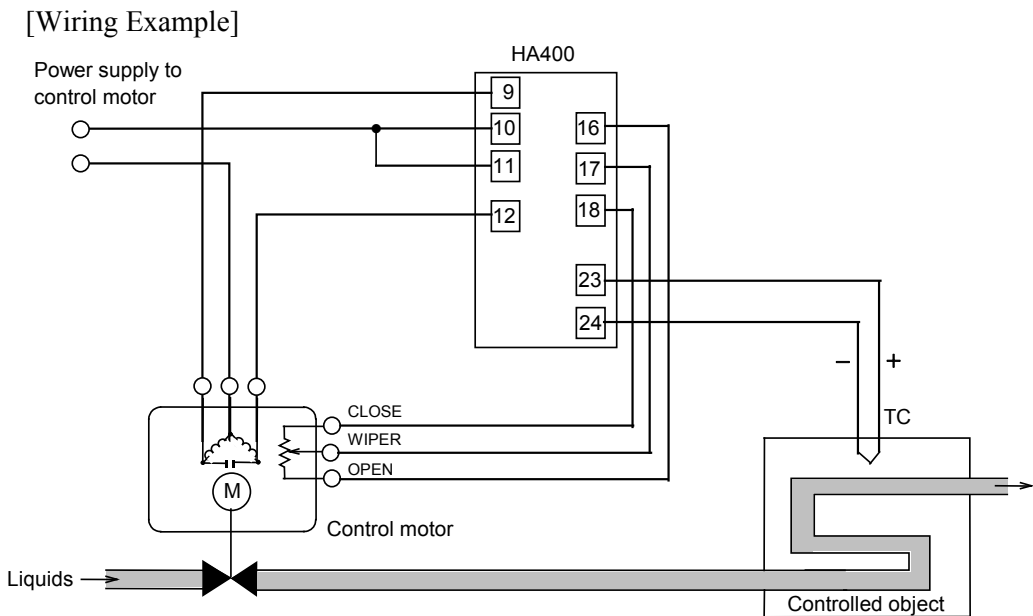 [Wiring Example]
HA400
Power supply to
control motor
9
10
11
12
16
17
18
23
24
– +
TC
CLOSE
WIPER
OPEN
M
Control motor
Liquids
Controlled object